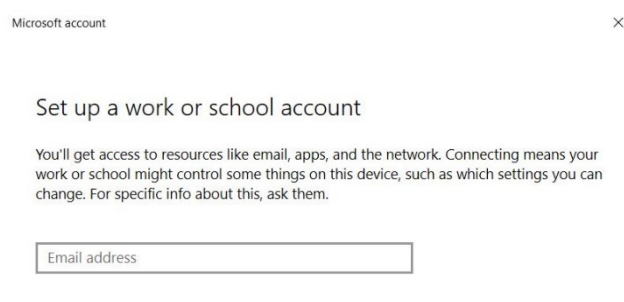 Microsoft account
Set up a work or school account
You'll get access to resources like email, apps, and the network. Connecting means your
work or school might control some things on this device, such as which settings you can
change. For specific info about this, ask them.
Email address